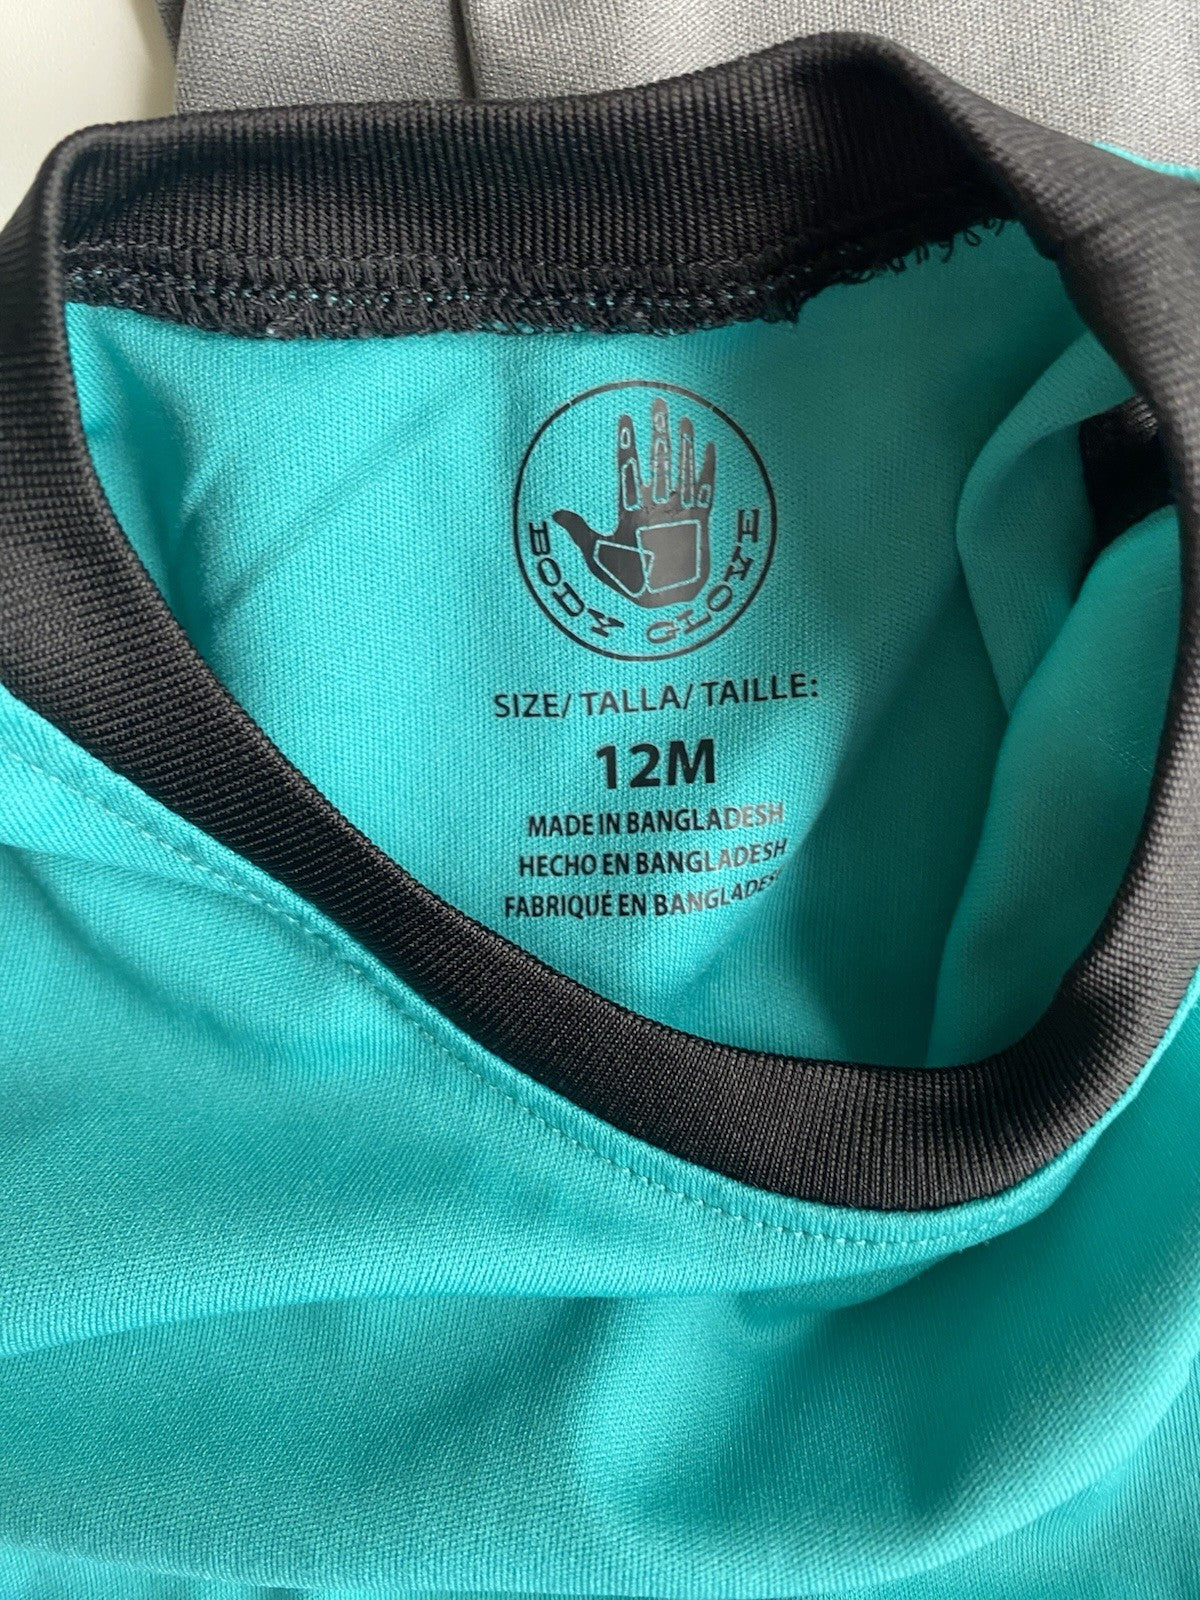 BODY GLOVE
SIZE/ TALLA/ TAILLE:
12M
MADE IN BANGLADESH
HECHO EN BANGLADESH
FABRIQUÉ EN BANGLADESH